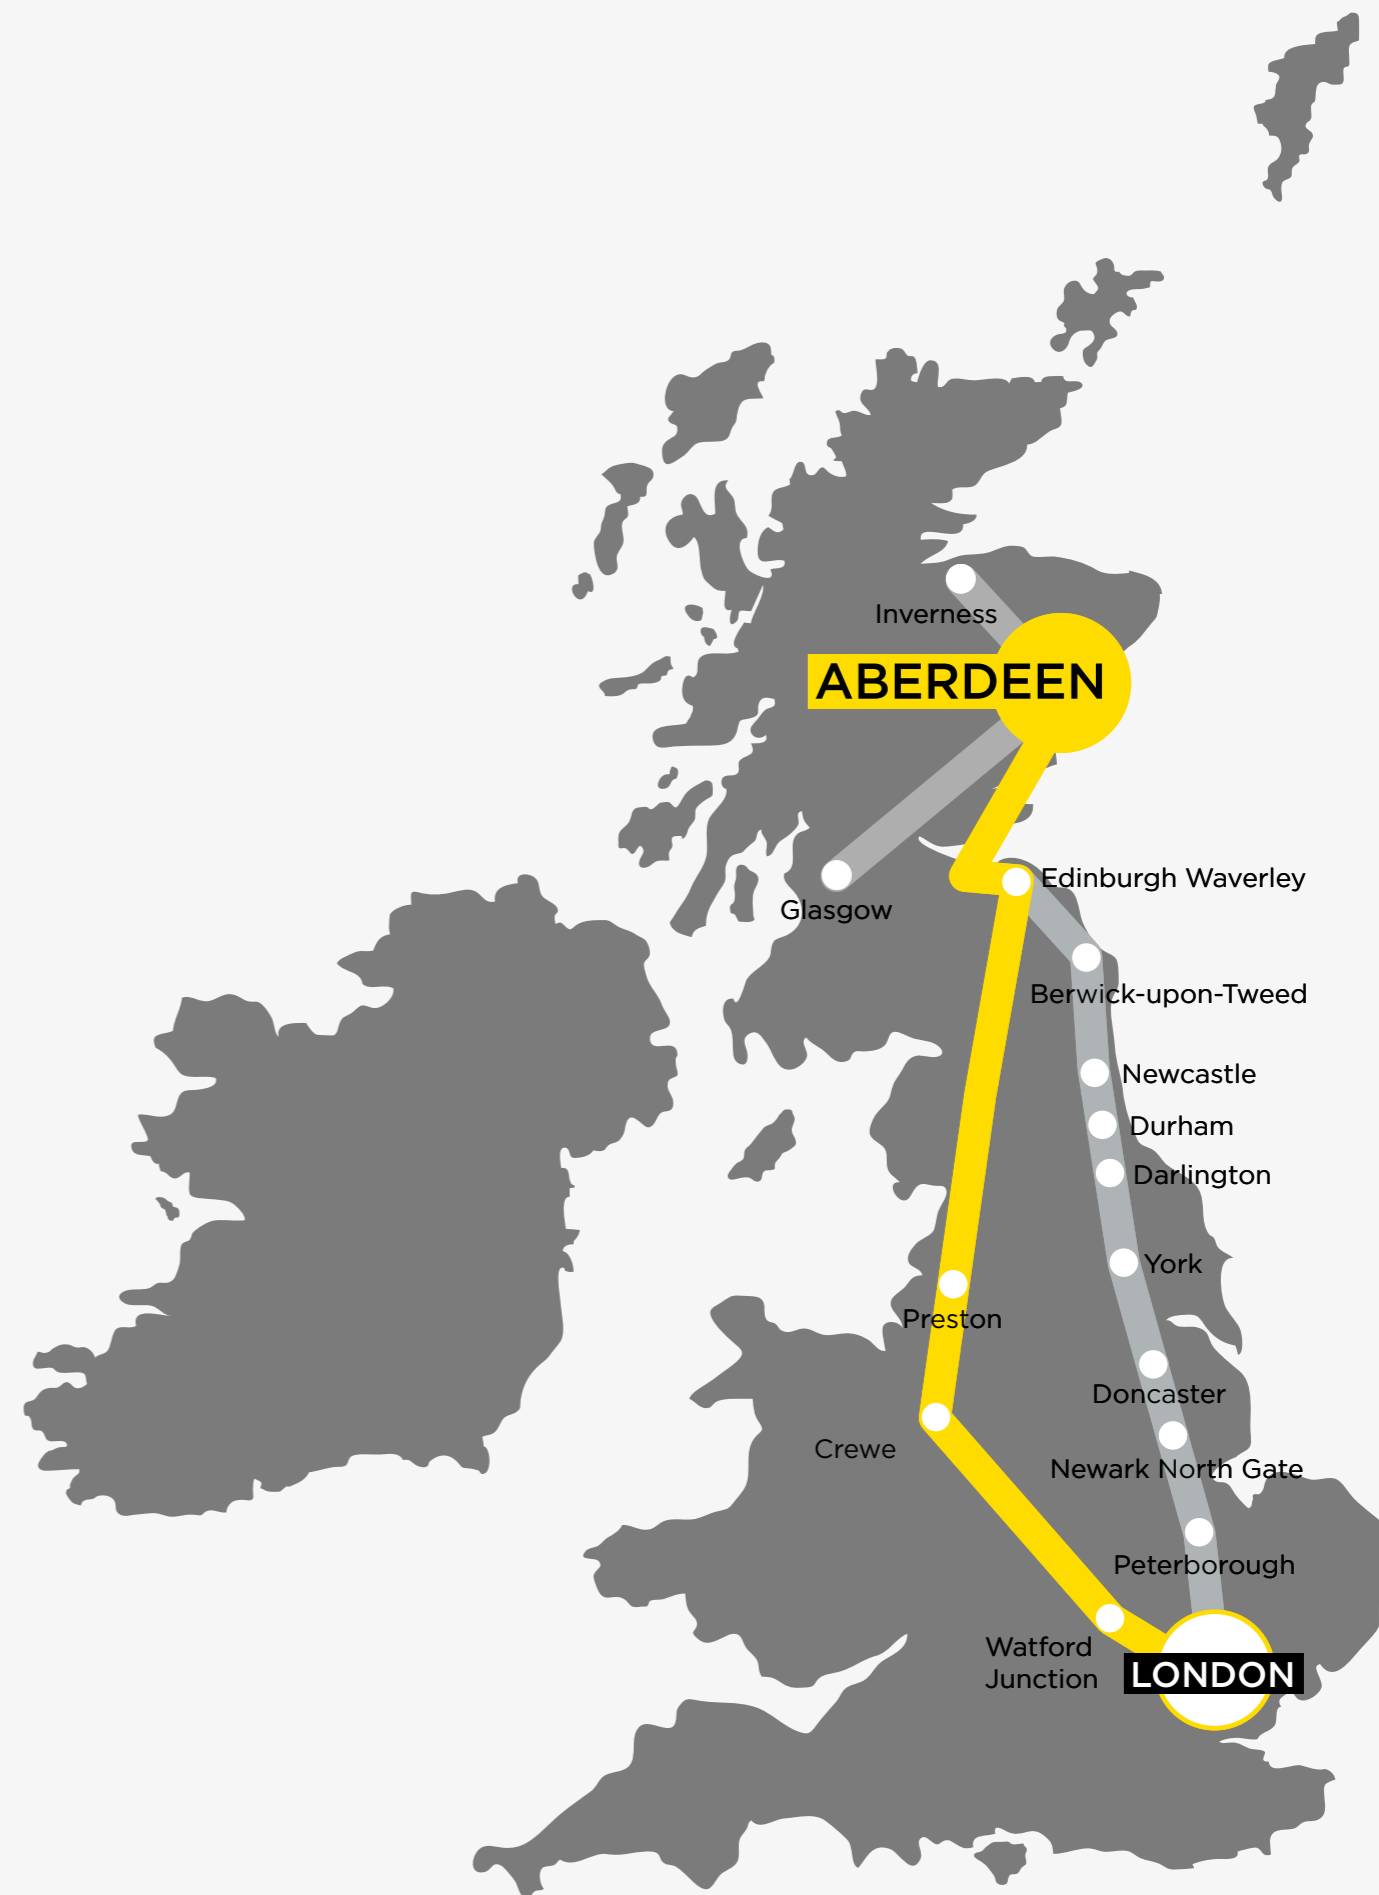 Inverness
ABERDEEN
Edinburgh Waverley
Glasgow
Berwick-upon-Tweed
Newcastle
Durham
Darlington
York
Preston
Doncaster
Crewe
Newark North Gate
Peterborough
Watford
Junction
LONDON